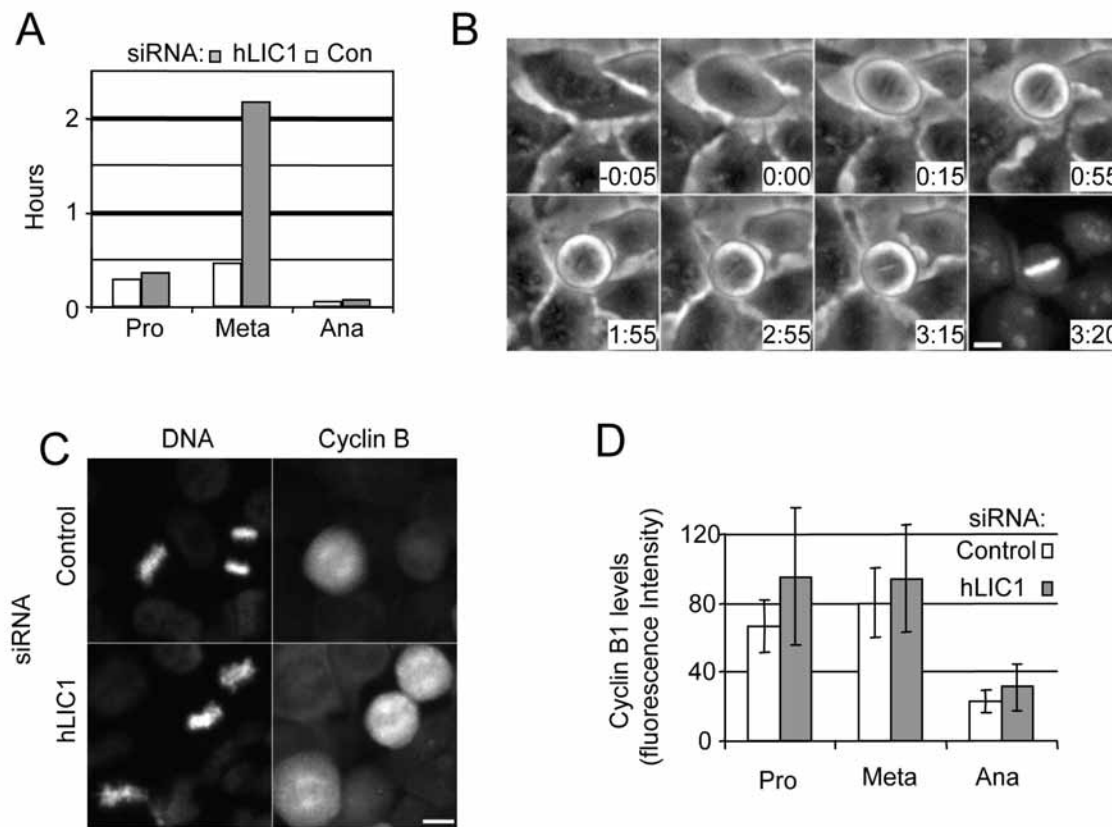 A
siRNA: hLIC1 Con
Hours
2
1
0
Pro Meta Ana
B
-0:05 0:00 0:15 0:55
1:55 2:55 3:15 3:20
C
DNA Cyclin B
siRNA
Control
hLIC1
D
Cyclin B1 levels
(fluorescence Intensity)
siRNA:
Control
hLIC1
120
80
40
0
Pro Meta Ana